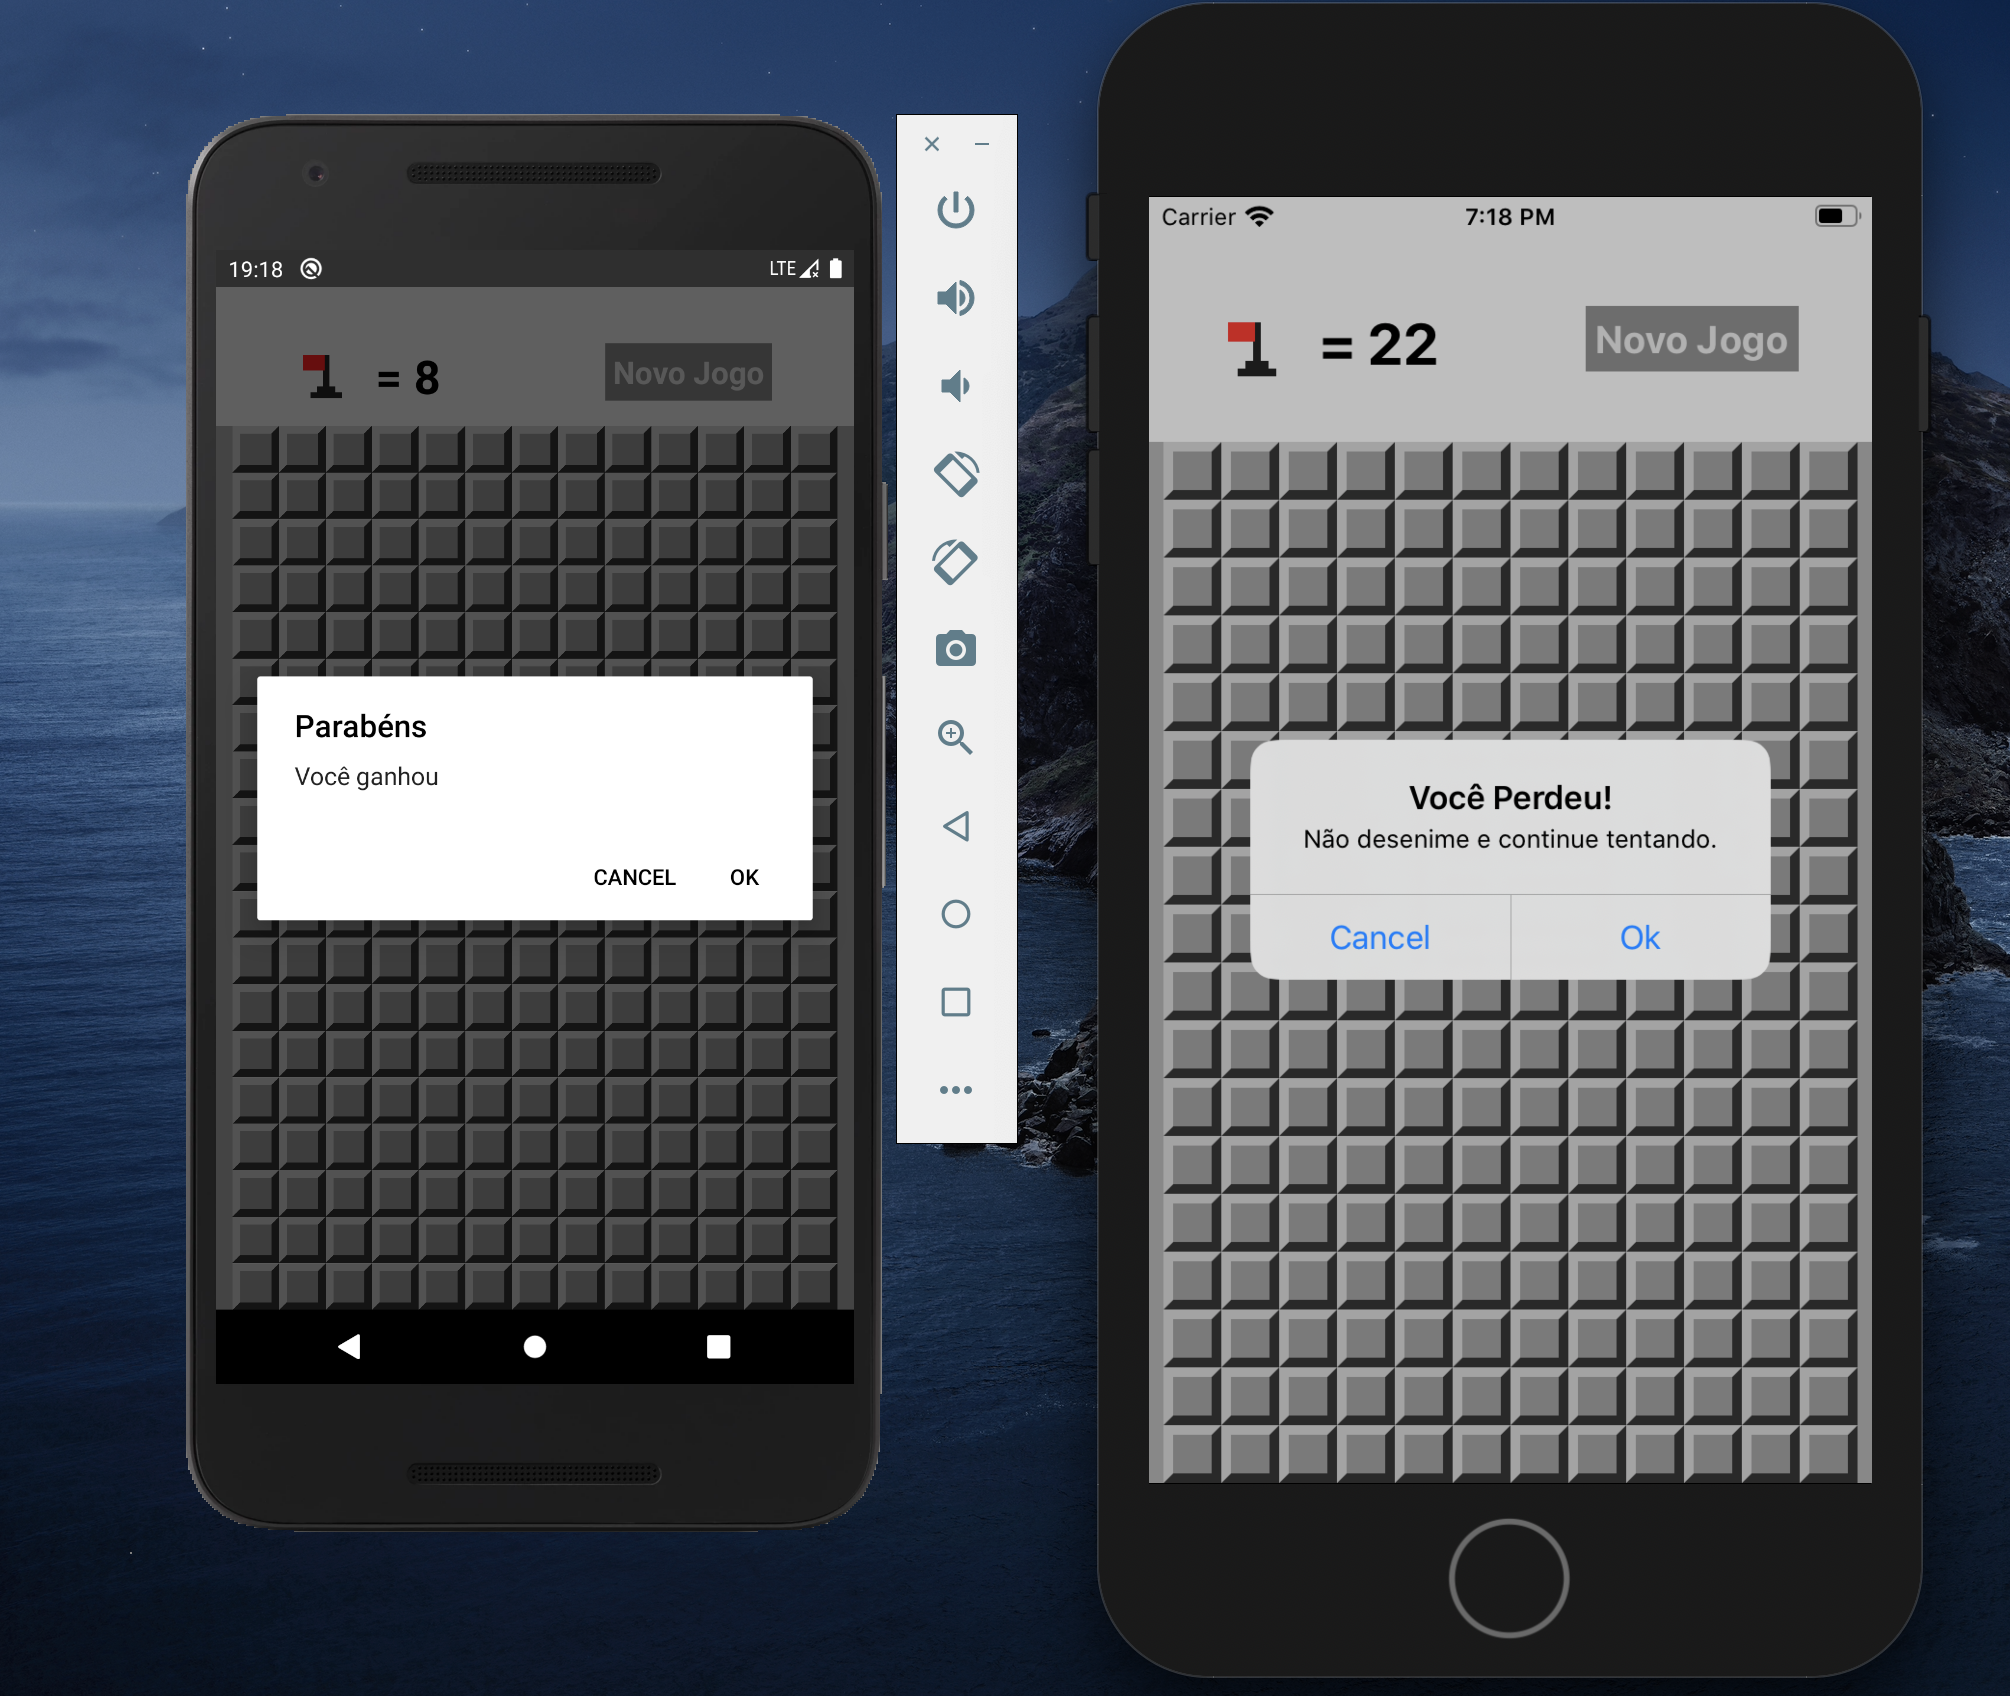 19:18 LTE
= 8 Novo Jogo
Parabéns
Você ganhou
CANCEL OK
Carrier 7:18 PM
= 22 Novo Jogo
Você Perdeu!
Não desenime e continue tentando.
Cancel Ok